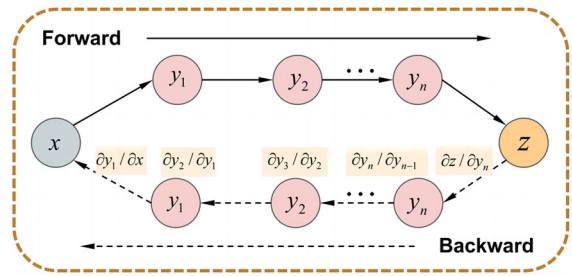 Forward
y₁ y₂ ··· yₙ
x z
∂y₁ / ∂x ∂y₂ / ∂y₁ ∂y₃ / ∂y₂ ∂yₙ / ∂yₙ₋₁ ∂z / ∂yₙ
y₁ y₂ ··· yₙ
Backward